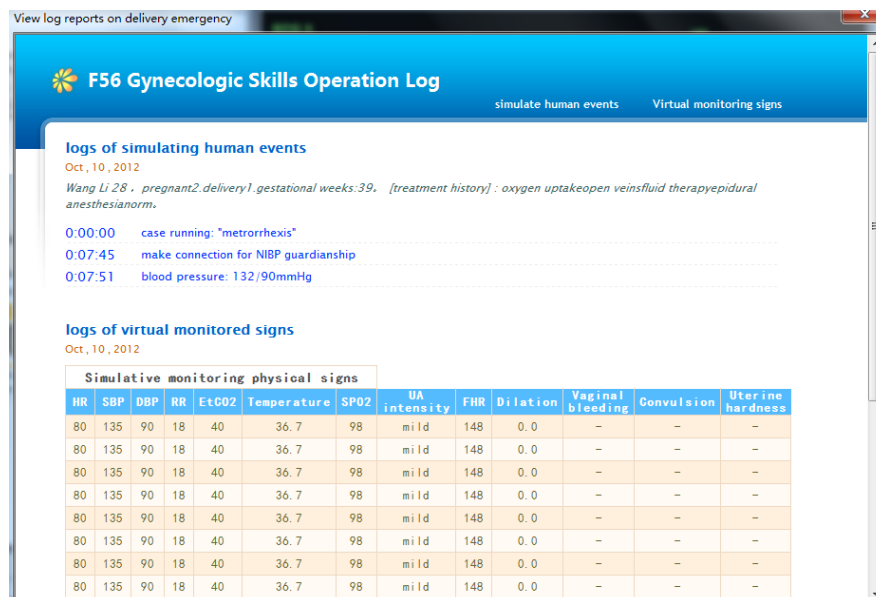 View log reports on delivery emergency
F56 Gynecologic Skills Operation Log
simulate human events Virtual monitoring signs
logs of simulating human events
Oct , 10 , 2012
Wang Li 28 ， pregnant2.delivery1.gestational weeks:39。 [treatment history] : oxygen uptakeopen veinsfluid therapyepidural
anesthesianorm。
0:00:00 case running: "metrorrhexis"
0:07:45 make connection for NIBP guardianship
0:07:51 blood pressure: 132/90mmHg
logs of virtual monitored signs
Oct , 10 , 2012
Simulative monitoring physical signs
HR SBP DBP RR EtCO2 Temperature SPO2 UA intensity FHR Dilation Vaginal bleeding Convulsion Uterine hardness
80 135 90 18 40 36.7 98 mild 148 0.0 － － －
80 135 90 18 40 36.7 98 mild 148 0.0 － － －
80 135 90 18 40 36.7 98 mild 148 0.0 － － －
80 135 90 18 40 36.7 98 mild 148 0.0 － － －
80 135 90 18 40 36.7 98 mild 148 0.0 － － －
80 135 90 18 40 36.7 98 mild 148 0.0 － － －
80 135 90 18 40 36.7 98 mild 148 0.0 － － －
80 135 90 18 40 36.7 98 mild 148 0.0 － － －